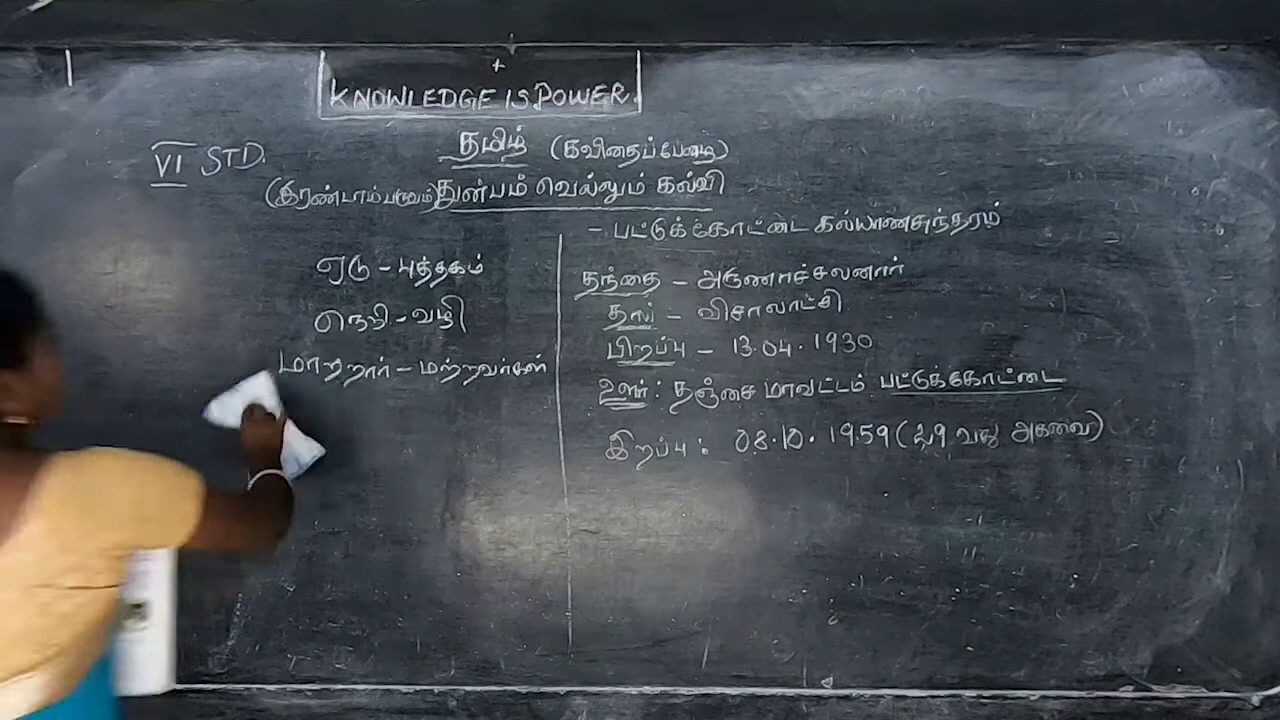 KNOWLEDGE IS POWER.
VI STD.
தமிழ் (கவிதைப்பேழை)
(இரண்டாம்பருவம்) துன்பம் வெல்லும் கல்வி
- பட்டுக்கோட்டை கல்யாணசுந்தரம்
ஏடு - புத்தகம்
நெறி - வழி
மாற்றார் - மற்றவர்கள்
தந்தை - அருணாச்சலனார்
தாய் - விசாலாட்சி
பிறப்பு - 13.04.1930
ஊர்: தஞ்சை மாவட்டம் பட்டுக்கோட்டை
இறப்பு: 08.10.1959 (29 வது அகவை)